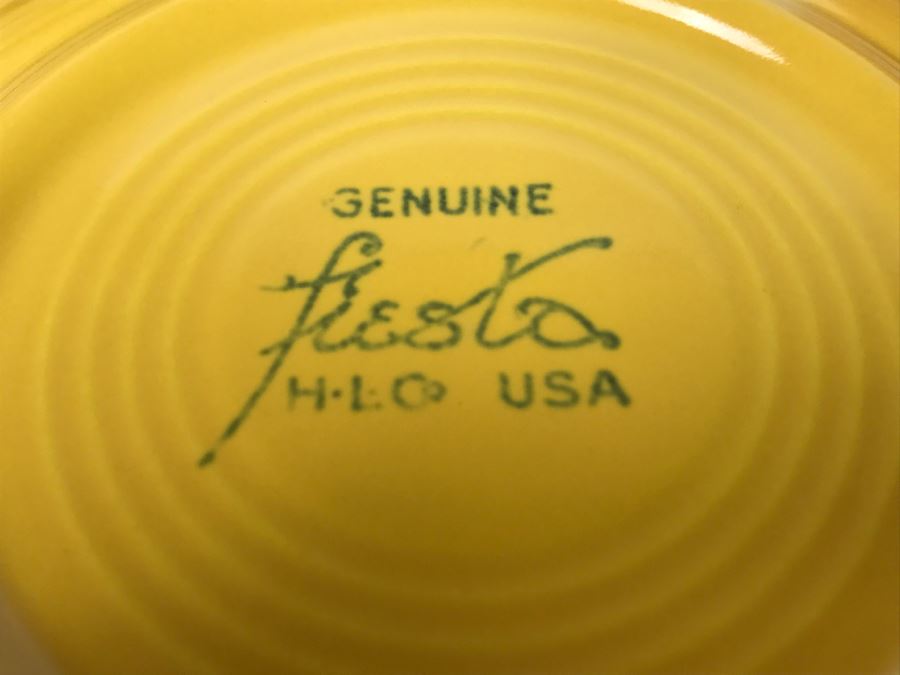 GENUINE
fiesta
H·L Co USA